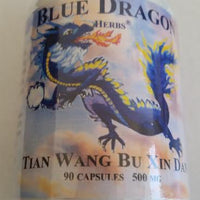 BLUE DRAGON
HERBS®
TIAN WANG BU XIN DAN
90 CAPSULES 500 MG